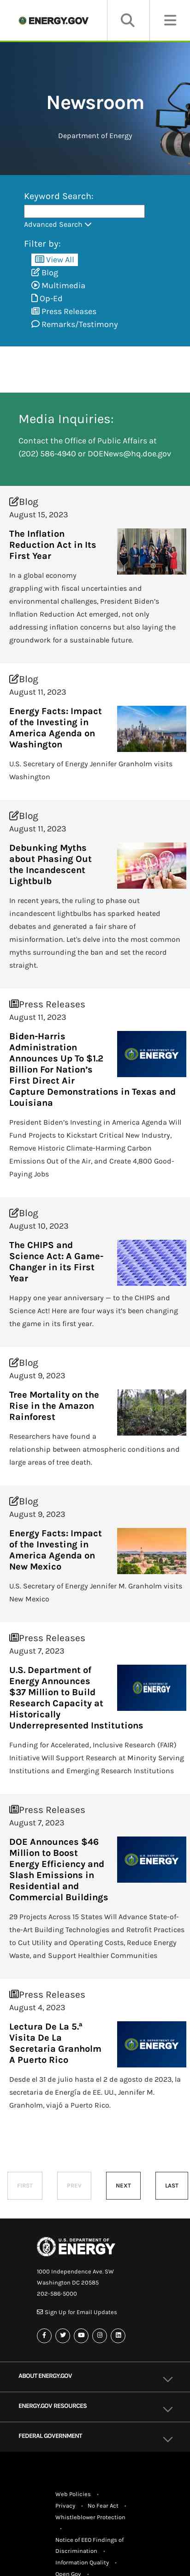 ENERGY.GOV
Newsroom
Department of Energy
Keyword Search:
Advanced Search
Filter by:
View All
Blog
Multimedia
Op-Ed
Press Releases
Remarks/Testimony
Media Inquiries:
Contact the Office of Public Affairs at
(202) 586-4940 or DOENews@hq.doe.gov
Blog
August 15, 2023
The Inflation
Reduction Act in Its
First Year
In a global economy
grappling with fiscal uncertainties and
environmental challenges, President Biden's
Inflation Reduction Act emerged, not only
addressing inflation concerns but also laying the
groundwork for a sustainable future.
Blog
August 11, 2023
Energy Facts: Impact
of the Investing in
America Agenda on
Washington
U.S. Secretary of Energy Jennifer Granholm visits
Washington
Blog
August 11, 2023
Debunking Myths
about Phasing Out
the Incandescent
Lightbulb
In recent years, the ruling to phase out
incandescent lightbulbs has sparked heated
debates and generated a fair share of
misinformation. Let's delve into the most common
myths surrounding the ban and set the record
straight.
Press Releases
August 11, 2023
Biden-Harris
Administration
Announces Up To $1.2
Billion For Nation's
First Direct Air
Capture Demonstrations in Texas and
Louisiana
ENERGY
President Biden's Investing in America Agenda Will
Fund Projects to Kickstart Critical New Industry,
Remove Historic Climate-Harming Carbon
Emissions Out of the Air, and Create 4,800 Good-
Paying Jobs
Blog
August 10, 2023
The CHIPS and
Science Act: A Game-
Changer in its First
Year
Happy one year anniversary — to the CHIPS and
Science Act! Here are four ways it's been changing
the game in its first year.
Blog
August 9, 2023
Tree Mortality on the
Rise in the Amazon
Rainforest
Researchers have found a
relationship between atmospheric conditions and
large areas of tree death.
Blog
August 9, 2023
Energy Facts: Impact
of the Investing in
America Agenda on
New Mexico
U.S. Secretary of Energy Jennifer M. Granholm visits
New Mexico
Press Releases
August 7, 2023
U.S. Department of
Energy Announces
$37 Million to Build
Research Capacity at
Historically
Underrepresented Institutions
ENERGY
Funding for Accelerated, Inclusive Research (FAIR)
Initiative Will Support Research at Minority Serving
Institutions and Emerging Research Institutions
Press Releases
August 7, 2023
DOE Announces $46
Million to Boost
Energy Efficiency and
Slash Emissions in
Residential and
Commercial Buildings
ENERGY
29 Projects Across 15 States Will Advance State-of-
the-Art Building Technologies and Retrofit Practices
to Cut Utility and Operating Costs, Reduce Energy
Waste, and Support Healthier Communities
Press Releases
August 4, 2023
Lectura De La 5.ª
Visita De La
Secretaria Granholm
A Puerto Rico
ENERGY
Desde el 31 de julio hasta el 2 de agosto de 2023, la
secretaria de Energía de EE. UU., Jennifer M.
Granholm, viajó a Puerto Rico.
FIRST
PREV
NEXT
LAST
U.S. DEPARTMENT OF
ENERGY
1000 Independence Ave. SW
Washington DC 20585
202-586-5000
Sign Up for Email Updates
ABOUT ENERGY.GOV
ENERGY.GOV RESOURCES
FEDERAL GOVERNMENT
Web Policies •
Privacy • No Fear Act •
Whistleblower Protection
•
Notice of EEO Findings of
Discrimination •
Information Quality •
Open Gov •